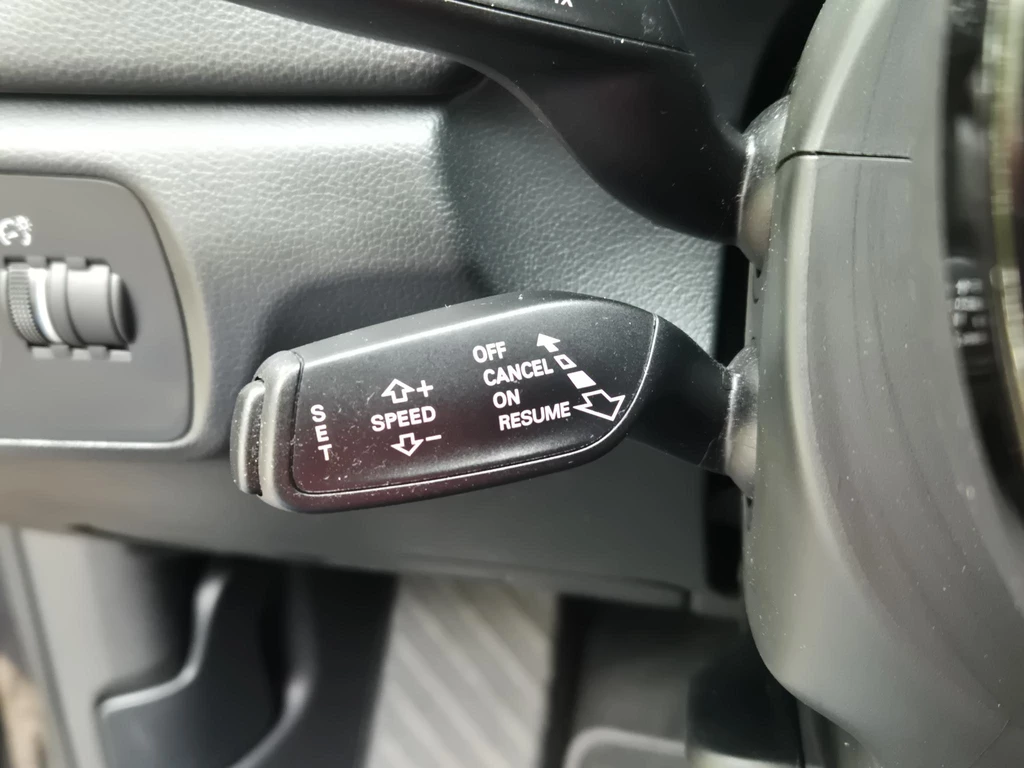 OFF
CANCEL
ON
RESUME
+
SPEED
−
SET